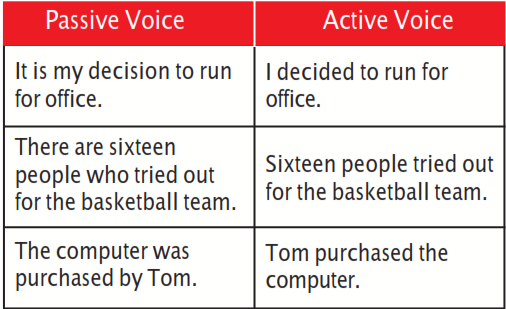 Passive Voice
Active Voice
It is my decision to run
for office.
I decided to run for
office.
There are sixteen
people who tried out
for the basketball team.
Sixteen people tried out
for the basketball team.
The computer was
purchased by Tom.
Tom purchased the
computer.